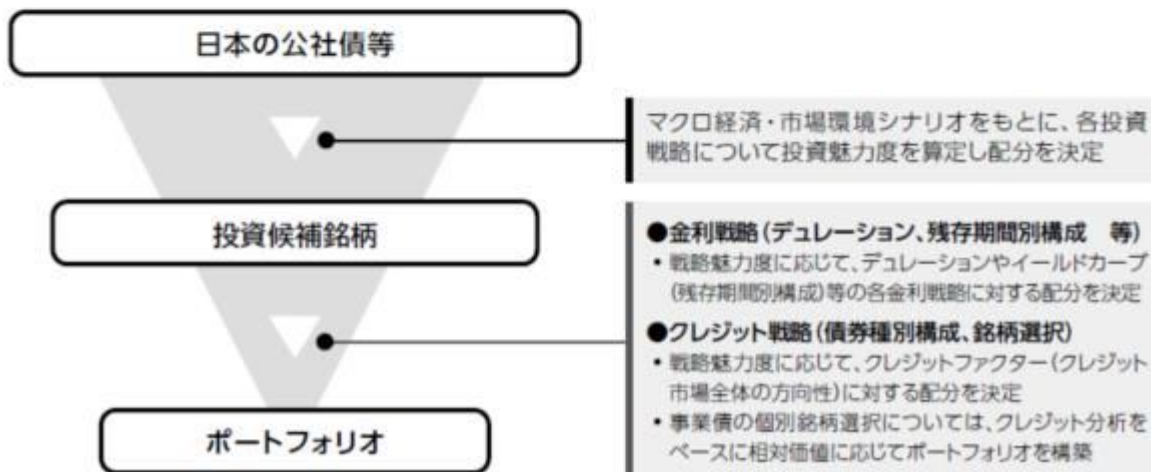 日本の公社債等
マクロ経済・市場環境シナリオをもとに、各投資
戦略について投資魅力度を算定し配分を決定
投資候補銘柄
●金利戦略(デュレーション、残存期間別構成　等)
• 戦略魅力度に応じて、デュレーションやイールドカーブ
(残存期間別構成)等の各金利戦略に対する配分を決定
●クレジット戦略(債券種別構成、銘柄選択)
• 戦略魅力度に応じて、クレジットファクター(クレジット
市場全体の方向性)に対する配分を決定
• 事業債の個別銘柄選択については、クレジット分析を
ベースに相対価値に応じてポートフォリオを構築
ポートフォリオ